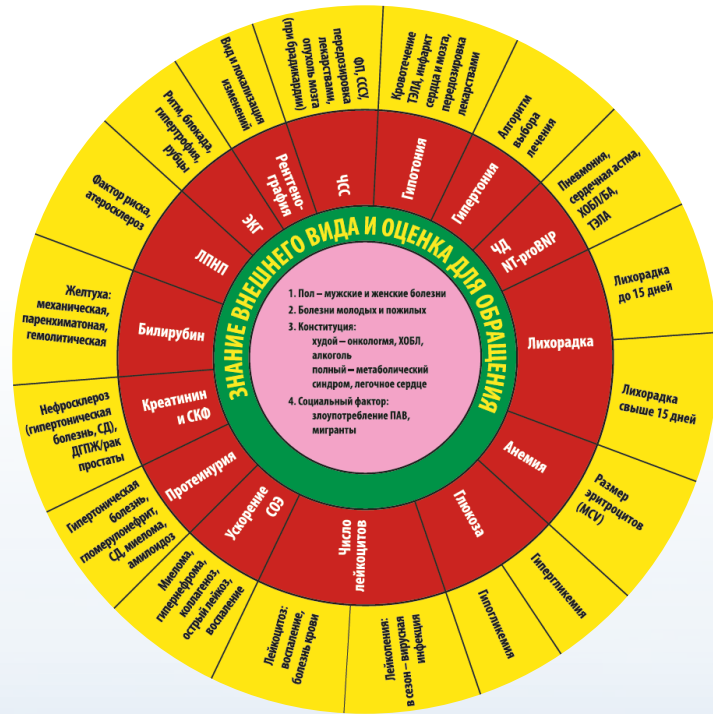 ЗНАНИЕ ВНЕШНЕГО ВИДА И ОЦЕНКА ДЛЯ ОБРАЩЕНИЯ
1. Пол – мужские и женские болезни
2. Болезни молодых и пожилых
3. Конституция:
худой – онкологмя, ХОБЛ,
алкоголь
полный – метаболический
синдром, легочное сердце
4. Социальный фактор:
злоупотребление ПАВ,
мигранты
ЧСС
ФП, СССУ,
передозировка
лекарствами,
опухоль мозга
(при брадикардии)
Гипотония
Кровотечение
ТЭЛА, инфаркт
сердца и мозга,
передозировка
лекарствами
Гипертония
Алгоритм
выбора
лечения
ЧД
NT-proBNP
Пневмония,
сердечная астма,
ХОБЛ/БА,
ТЭЛА
Лихорадка
Лихорадка
до 15 дней
Лихорадка
свыше 15 дней
Анемия
Размер
эритроцитов
(MCV)
Глюкоза
Гипергликемия
Гипогликемия
Число
лейкоцитов
Лейкопения:
в сезон – вирусная
инфекция
Лейкоцитоз:
воспаление,
болезнь крови
Ускорение
СОЭ
Миелома,
гипернефрома,
коллагеноз,
острый лейкоз,
воспаление
Протеинурия
Гипертоническая
болезнь,
гломерулонефрит,
СД, миелома,
амилоидоз
Креатинин
и СКФ
Нефросклероз
(гипертоническая
болезнь, СД),
ДГПЖ/рак
простаты
Билирубин
Желтуха:
механическая,
паренхиматоная,
гемолитическая
ЛПНП
Фактор риска,
атеросклероз
ЭКГ
Ритм, блокада,
гипертрофия,
рубцы
Рентгено-
графия
Вид и локализация
изменений